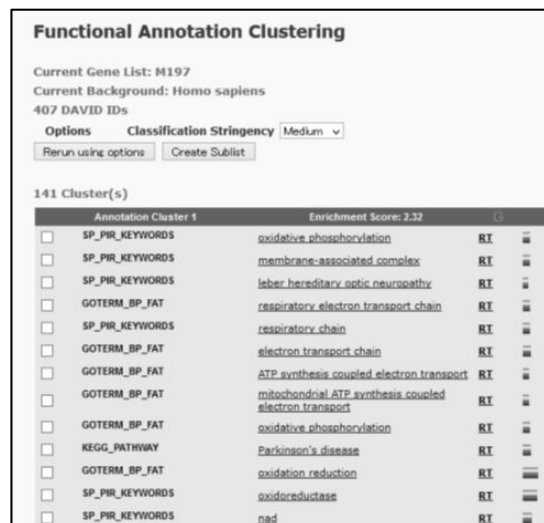 Functional Annotation Clustering
Current Gene List: M197
Current Background: Homo sapiens
407 DAVID IDs
Options Classification Stringency Medium
Rerun using options Create Sublist
141 Cluster(s)
Annotation Cluster 1 Enrichment Score: 2.32 G
SP_PIR_KEYWORDS oxidative phosphorylation RT
SP_PIR_KEYWORDS membrane-associated complex RT
SP_PIR_KEYWORDS leber hereditary optic neuropathy RT
GOTERM_BP_FAT respiratory electron transport chain RT
SP_PIR_KEYWORDS respiratory chain RT
GOTERM_BP_FAT electron transport chain RT
GOTERM_BP_FAT ATP synthesis coupled electron transport RT
GOTERM_BP_FAT mitochondrial ATP synthesis coupled
electron transport RT
GOTERM_BP_FAT oxidative phosphorylation RT
KEGG_PATHWAY Parkinson's disease RT
GOTERM_BP_FAT oxidation reduction RT
SP_PIR_KEYWORDS oxidoreductase RT
SP_PIR_KEYWORDS nad RT